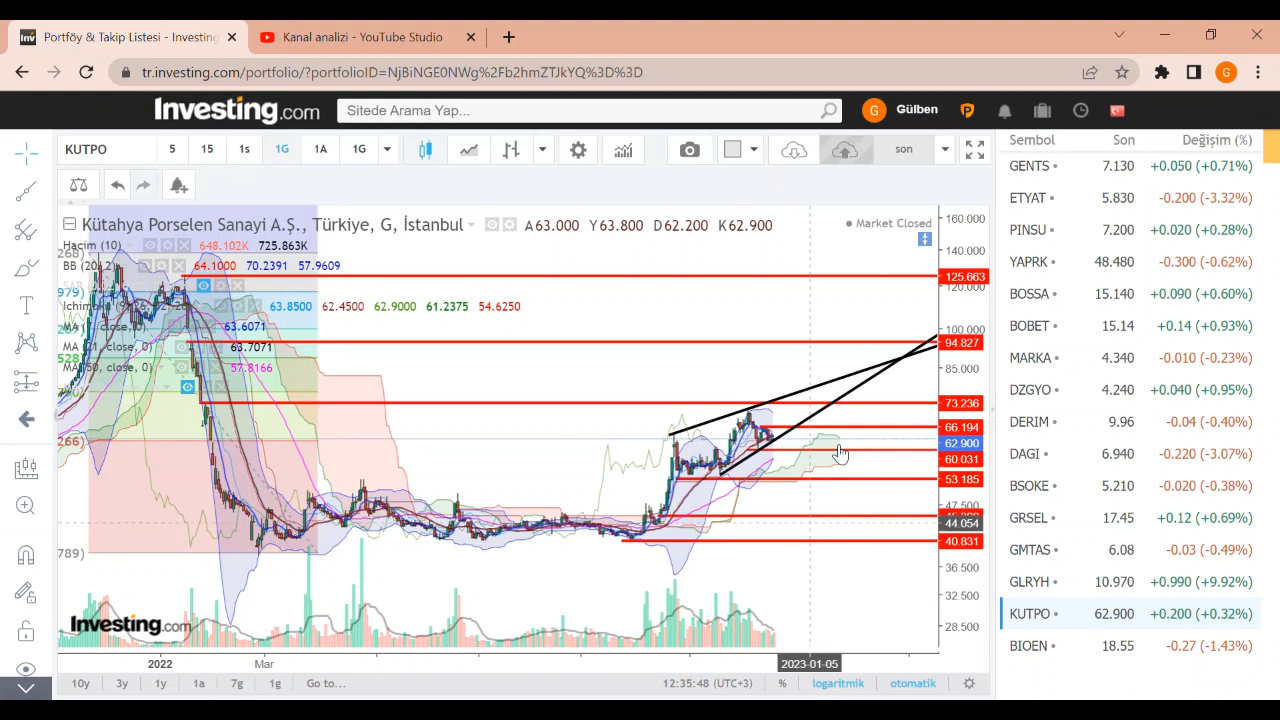 Portföy & Takip Listesi - Investing
Kanal analizi - YouTube Studio
tr.investing.com/portfolio/?portfolioID=NjBiNGE0NWg%2Fb2hmZTJkYQ%3D%3D
G
Investing.com
Sitede Arama Yap...
G Gülben
KUTPO 5 15 1s 1G 1A 1G son
Kütahya Porselen Sanayi A.Ş., Türkiye, G, İstanbul A63.000 Y63.800 D62.200 K62.900
Market Closed
Hacim (10) 648.102K 725.863K
BB (20, 2) 64.1000 70.2391 57.9609
63.8500 62.4500 62.9000 61.2375 54.6250
63.6071
63.7071
57.8166
268)
979)
528)
266)
789)
160.000
140.000
125.663
120.000
100.000
94.827
85.000
73.236
66.194
62.900
60.031
53.185
47.500
44.054
40.831
36.500
32.500
28.500
Investing.com
2022 Mar 2023-01-05
10y 3y 1y 1a 7g 1g Go to... 12:35:48 (UTC+3) % logaritmik otomatik
Sembol Son Değişim (%)
GENTS 7.130 +0.050 (+0.71%)
ETYAT 5.830 -0.200 (-3.32%)
PINSU 7.200 +0.020 (+0.28%)
YAPRK 48.480 -0.300 (-0.62%)
BOSSA 15.140 +0.090 (+0.60%)
BOBET 15.14 +0.14 (+0.93%)
MARKA 4.340 -0.010 (-0.23%)
DZGYO 4.240 +0.040 (+0.95%)
DERIM 9.96 -0.04 (-0.40%)
DAGI 6.940 -0.220 (-3.07%)
BSOKE 5.210 -0.020 (-0.38%)
GRSEL 17.45 +0.12 (+0.69%)
GMTAS 6.08 -0.03 (-0.49%)
GLRYH 10.970 +0.990 (+9.92%)
KUTPO 62.900 +0.200 (+0.32%)
BIOEN 18.55 -0.27 (-1.43%)